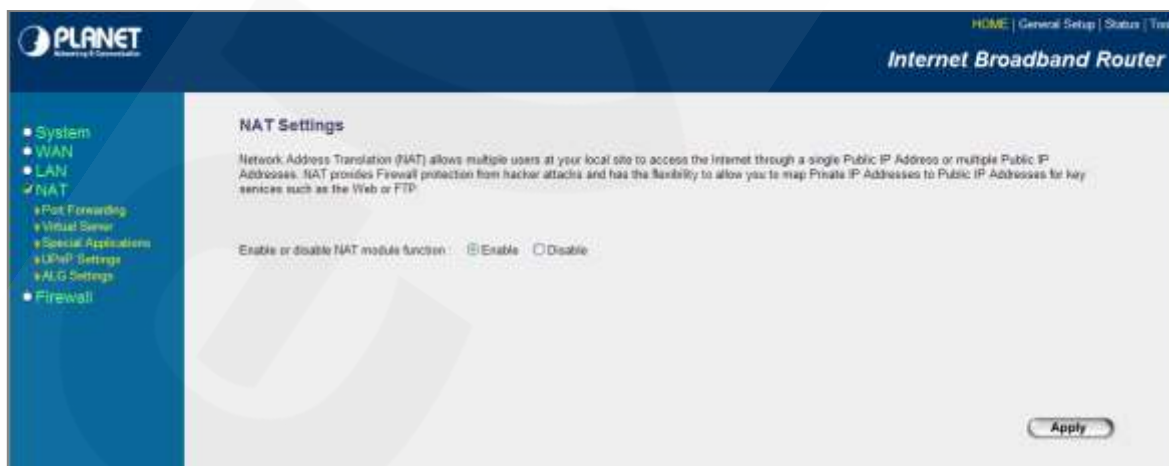 PLANET
Networking & Communication
HOME | General Setup | Status | Too
Internet Broadband Router
System
WAN
LAN
NAT
Port Forwarding
Virtual Server
Special Applications
UPnP Settings
ALG Settings
Firewall
NAT Settings
Network Address Translation (NAT) allows multiple users at your local site to access the Internet through a single Public IP Address or multiple Public IP
Addresses. NAT provides Firewall protection from hacker attacks and has the flexibility to allow you to map Private IP Addresses to Public IP Addresses for key
services such as the Web or FTP
Enable or disable NAT module function : Enable Disable
Apply